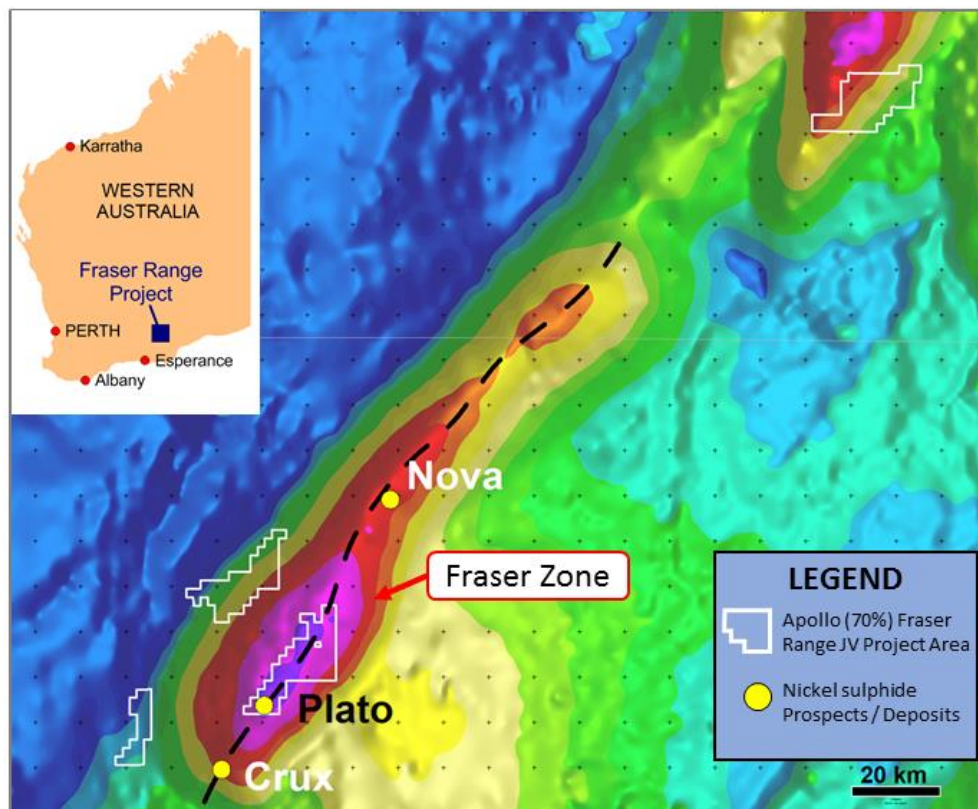 Karratha
WESTERN
AUSTRALIA
Fraser Range
Project
PERTH
Esperance
Albany
Nova
Fraser Zone
Plato
Crux
LEGEND
Apollo (70%) Fraser
Range JV Project Area
Nickel sulphide
Prospects / Deposits
20 km